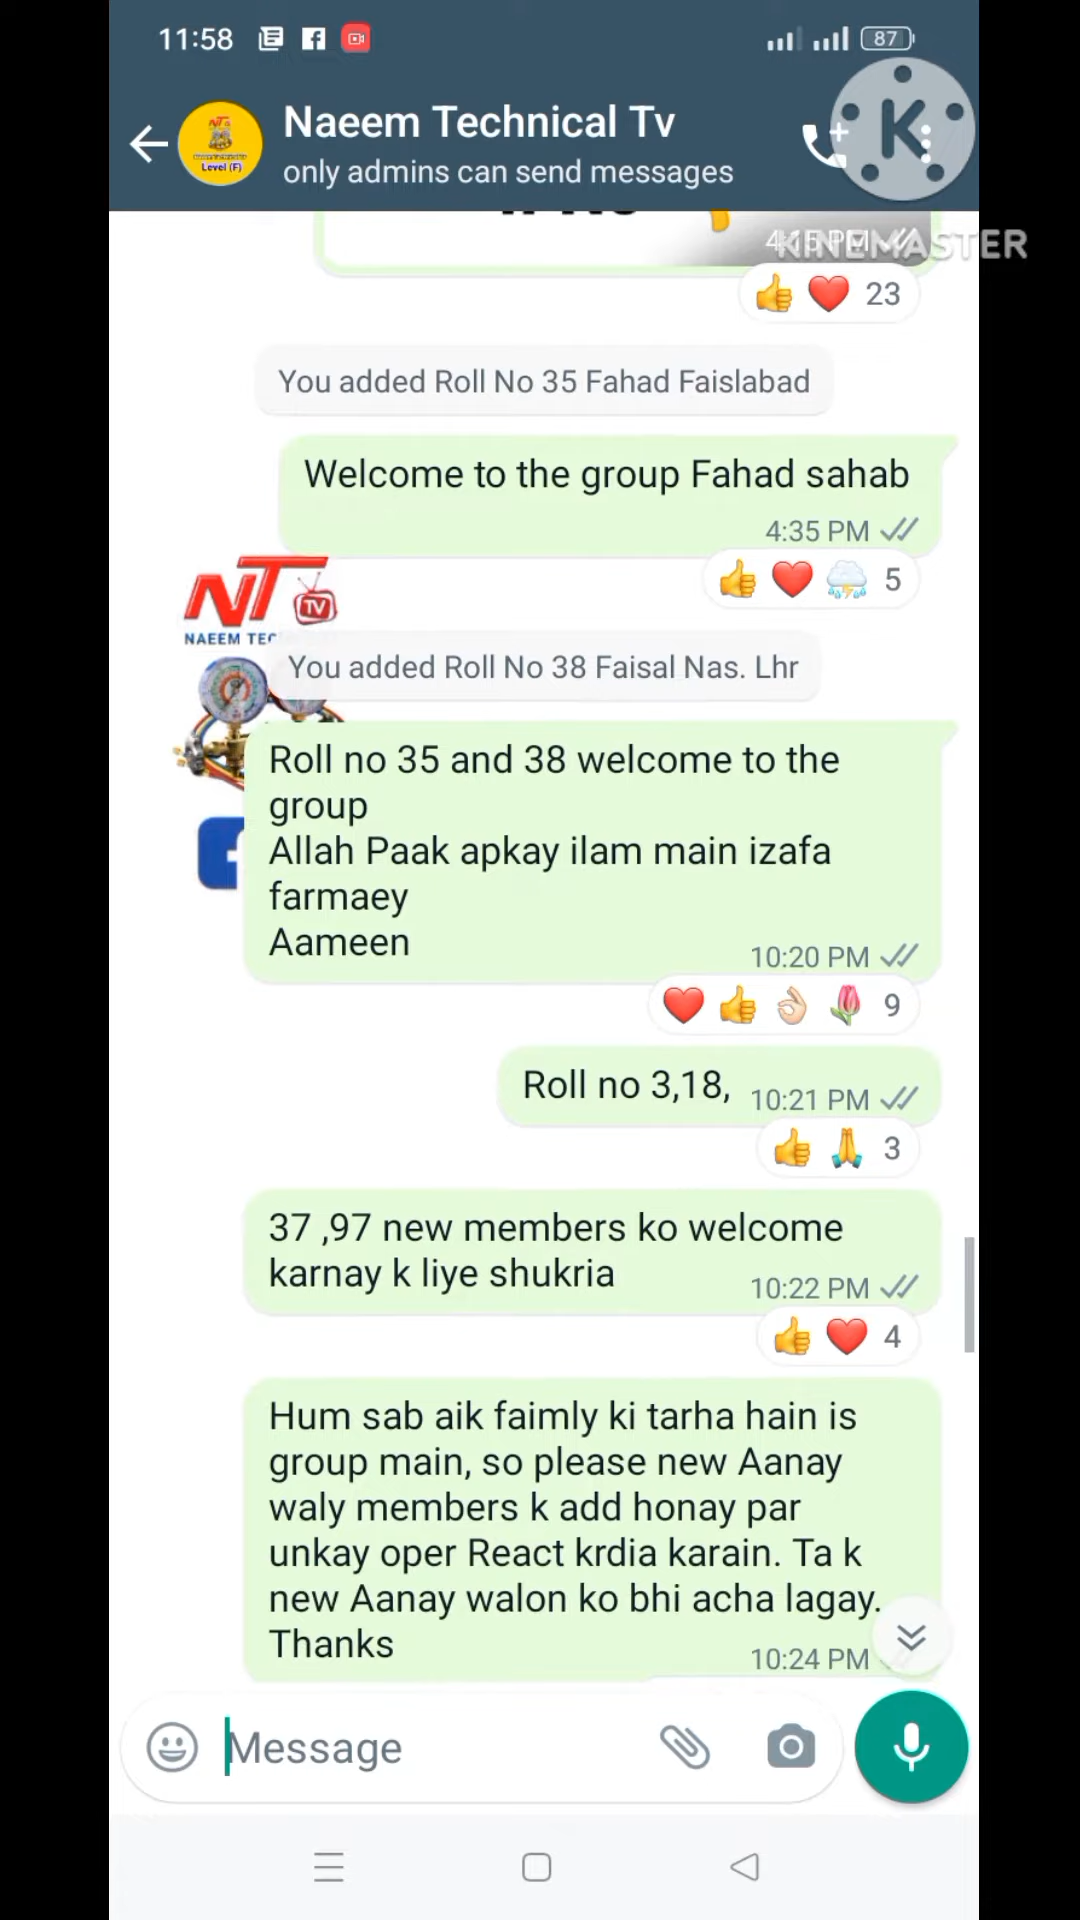 11:58
87
Naeem Technical Tv
only admins can send messages
Level (F)
K
4:15 PM
KINEMASTER
23
You added Roll No 35 Fahad Faislabad
Welcome to the group Fahad sahab
4:35 PM
5
NT
TV
NAEEM TEC
You added Roll No 38 Faisal Nas. Lhr
Roll no 35 and 38 welcome to the
group
Allah Paak apkay ilam main izafa
farmaey
Aameen
10:20 PM
9
Roll no 3,18,
10:21 PM
3
37 ,97 new members ko welcome
karnay k liye shukria
10:22 PM
4
Hum sab aik faimly ki tarha hain is
group main, so please new Aanay
waly members k add honay par
unkay oper React krdia karain. Ta k
new Aanay walon ko bhi acha lagay.
Thanks
10:24 PM
Message